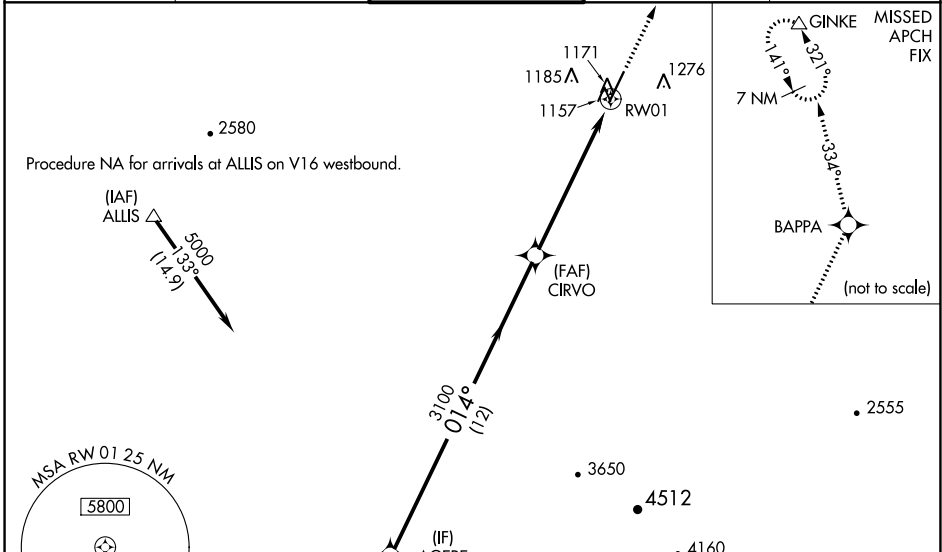 GINKE
MISSED
APCH
FIX
141°
321°
7 NM
334°
BAPPA
(not to scale)
1171
1185
1276
1157
RW01
2580
Procedure NA for arrivals at ALLIS on V16 westbound.
(IAF)
ALLIS
5000
133°
(14.9)
(FAF)
CIRVO
3100
014°
(12)
2555
3650
4512
MSA RW 01 25 NM
5800
(IF)
4160